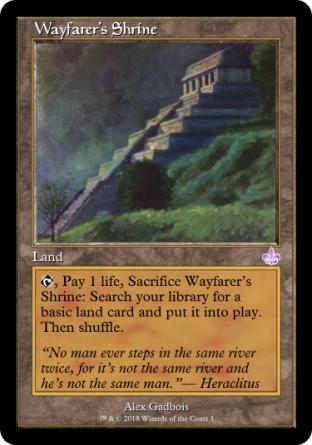 Wayfarer's Shrine
Land
, Pay 1 life, Sacrifice Wayfarer's
Shrine: Search your library for a
basic land card and put it into play.
Then shuffle.
"No man ever steps in the same river
twice, for it's not the same river and
he's not the same man."— Heraclitus
Alex Gadbois
™ & © 2018 Wizards of the Coast 1